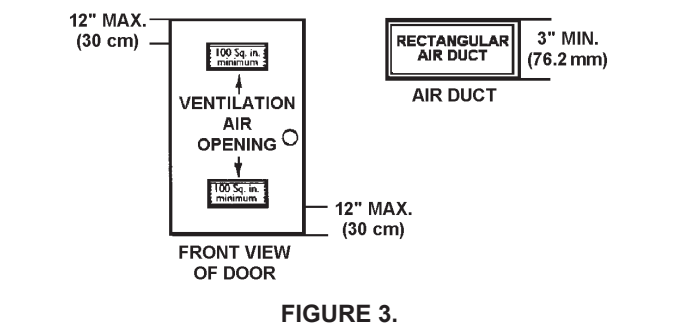 12" MAX.
(30 cm)
100 Sq. in.
minimum
VENTILATION
AIR
OPENING
100 Sq. in.
minimum
12" MAX.
(30 cm)
FRONT VIEW
OF DOOR
RECTANGULAR
AIR DUCT
3" MIN.
(76.2 mm)
AIR DUCT
FIGURE 3.